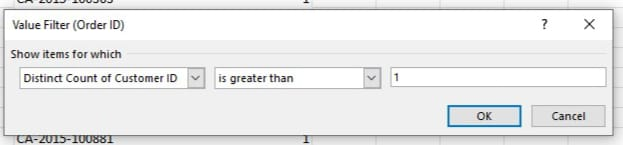 Value Filter (Order ID) ? ×
Show items for which
Distinct Count of Customer ID is greater than 1
OK Cancel
CA-2015-100881 1